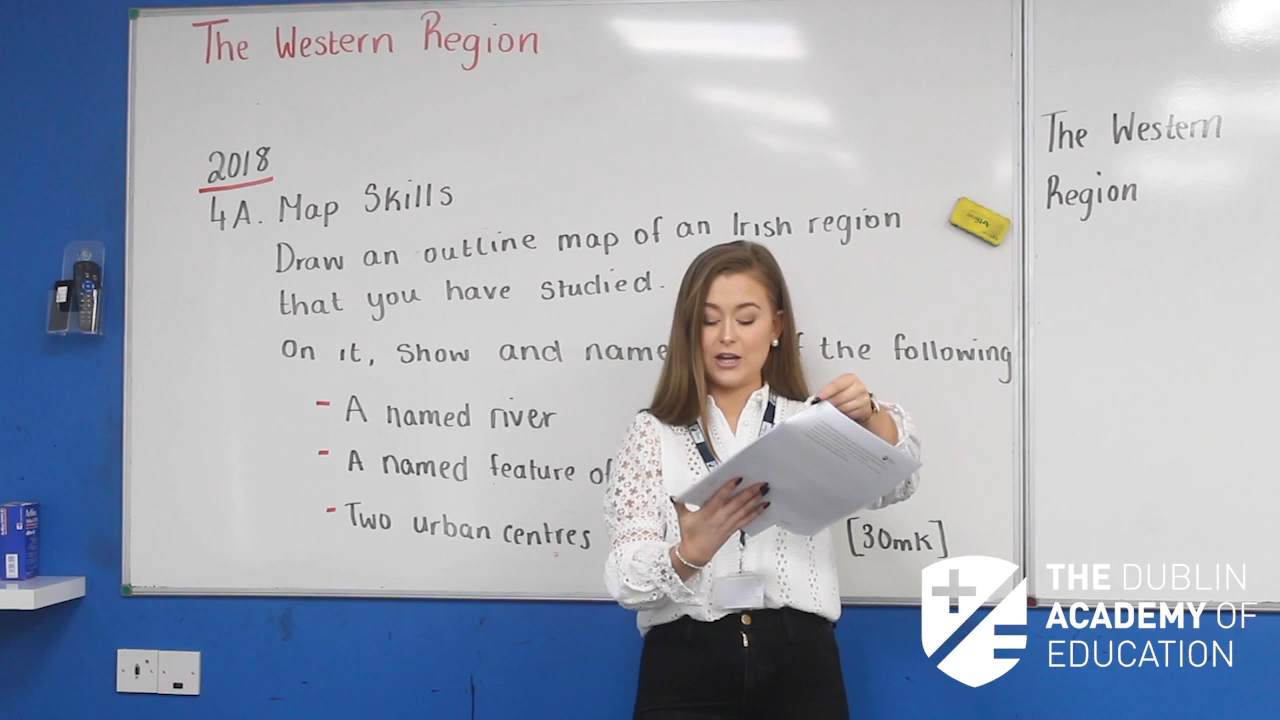 The Western Region
2018
4A. Map Skills
Draw an outline map of an Irish region
that you have studied.
On it, show and name the following
- A named river
- A named feature of
- Two urban centres
[30mk]
The Western
Region
THE DUBLIN
ACADEMY OF
EDUCATION